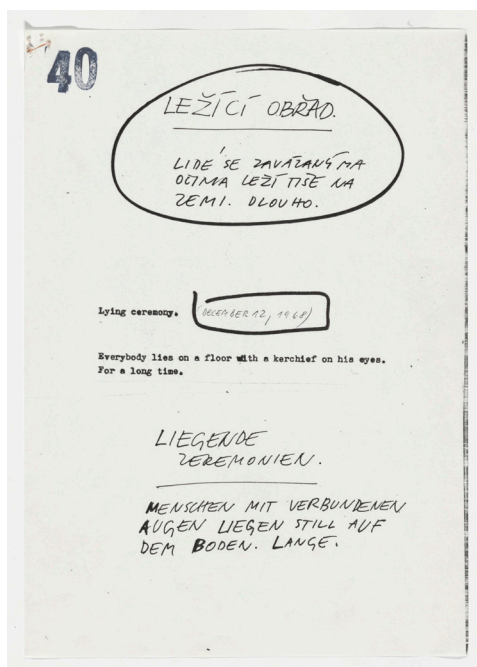 40
LEŽÍCÍ OBŘAD.
LIDÉ SE ZAVÁZANÝMA
OČIMA LEŽÍ TIŠE NA
ZEMI. DLOUHO.
Lying ceremony. (DECEMBER 12, 1968)
Everybody lies on a floor with a kerchief on his eyes.
For a long time.
LIEGENDE
ZEREMONIEN.
MENSCHEN MIT VERBUNDENEN
AUGEN LIEGEN STILL AUF
DEM BODEN. LANGE.